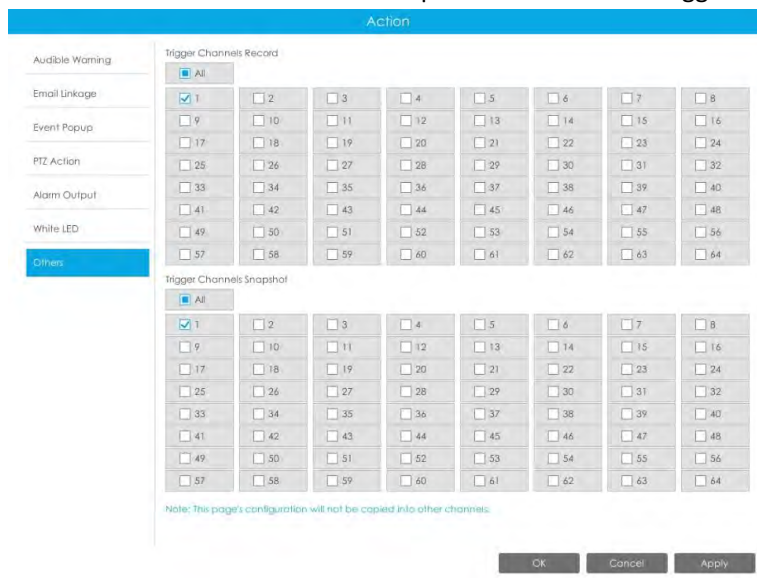 Action
Audible Warning
Email Linkage
Event Popup
PTZ Action
Alarm Output
White LED
Others
Trigger Channels Record
All
1 2 3 4 5 6 7 8
9 10 11 12 13 14 15 16
17 18 19 20 21 22 23 24
25 26 27 28 29 30 31 32
33 34 35 36 37 38 39 40
41 42 43 44 45 46 47 48
49 50 51 52 53 54 55 56
57 58 59 60 61 62 63 64
Trigger Channels Snapshot
All
1 2 3 4 5 6 7 8
9 10 11 12 13 14 15 16
17 18 19 20 21 22 23 24
25 26 27 28 29 30 31 32
33 34 35 36 37 38 39 40
41 42 43 44 45 46 47 48
49 50 51 52 53 54 55 56
57 58 59 60 61 62 63 64
Note: This page's configuration will not be copied into other channels.
OK Cancel Apply